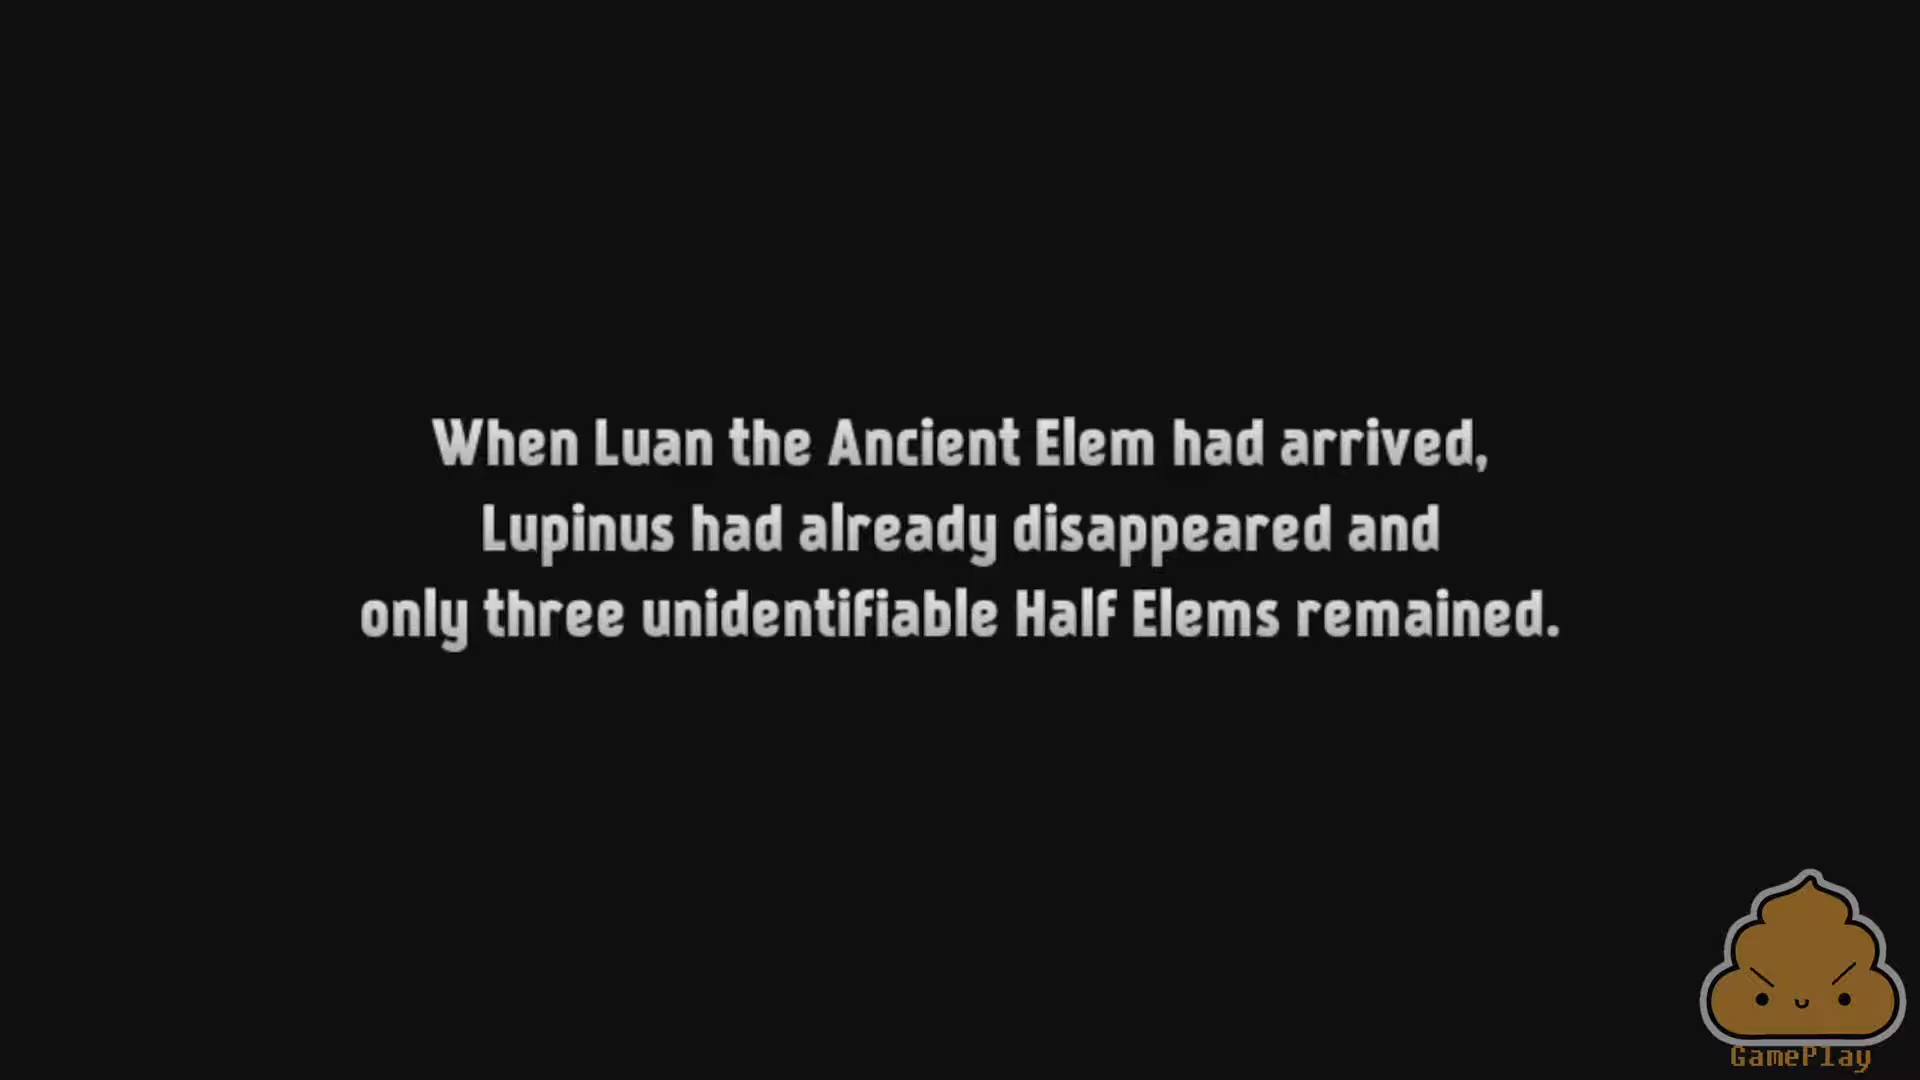 When Luan the Ancient Elem had arrived,
Lupinus had already disappeared and
only three unidentifiable Half Elems remained.
GamePlay